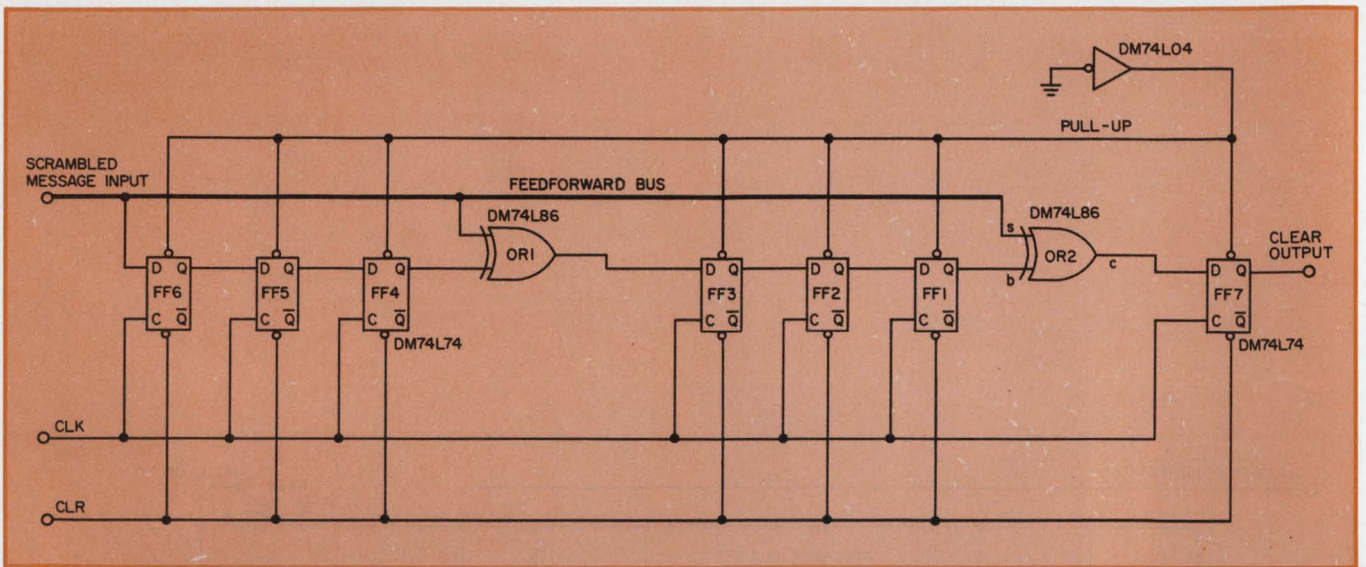 DM74L04
PULL-UP
SCRAMBLED
MESSAGE INPUT
FEEDFORWARD BUS
DM74L86
OR1
DM74L86
s
OR2
b
c
CLEAR
OUTPUT
D Q
FF6
C Q̅
D Q
FF5
C Q̅
D Q
FF4
C Q̅
DM74L74
D Q
FF3
C Q̅
D Q
FF2
C Q̅
D Q
FF1
C Q̅
D Q
FF7
C Q̅
DM74L74
CLK
CLR